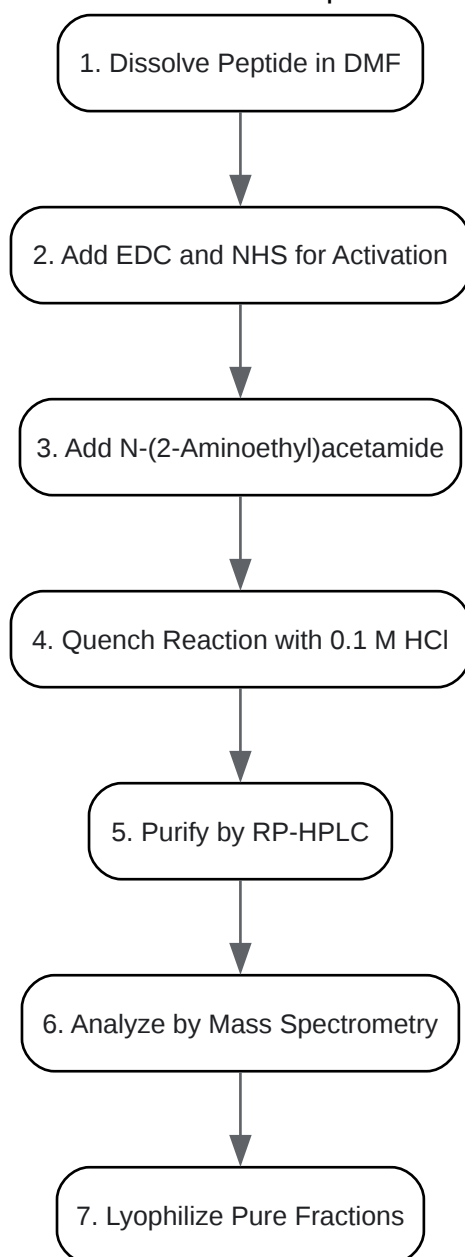 1. Dissolve Peptide in DMF
2. Add EDC and NHS for Activation
3. Add N-(2-Aminoethyl)acetamide
4. Quench Reaction with 0.1 M HCl
5. Purify by RP-HPLC
6. Analyze by Mass Spectrometry
7. Lyophilize Pure Fractions